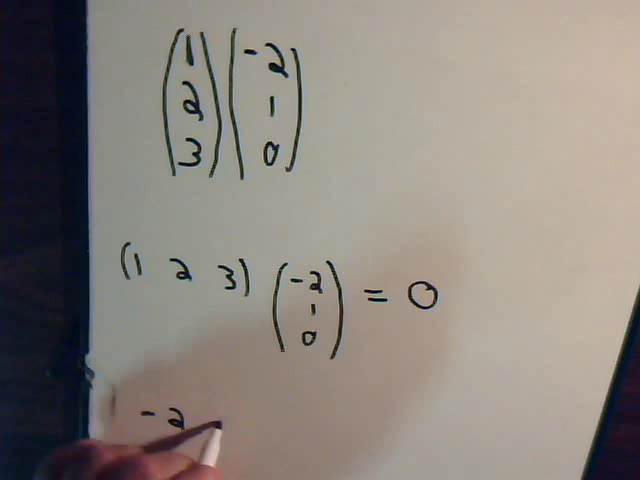 (1 2 3) (-2 1 0)
(1 2 3) (-2 1 0) = 0
-2